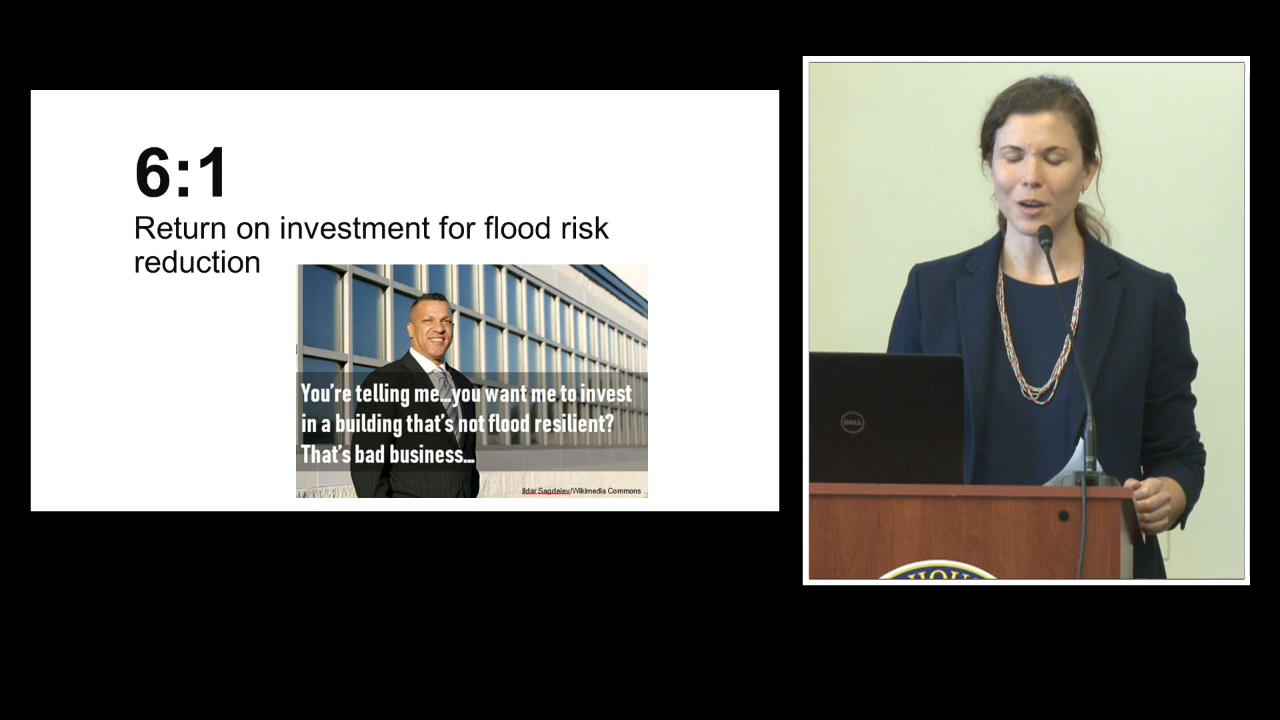 6:1
Return on investment for flood risk
reduction
You're telling me...you want me to invest
in a building that's not flood resilient?
That's bad business...
Ildar Sagdejev/Wikimedia Commons
DELL